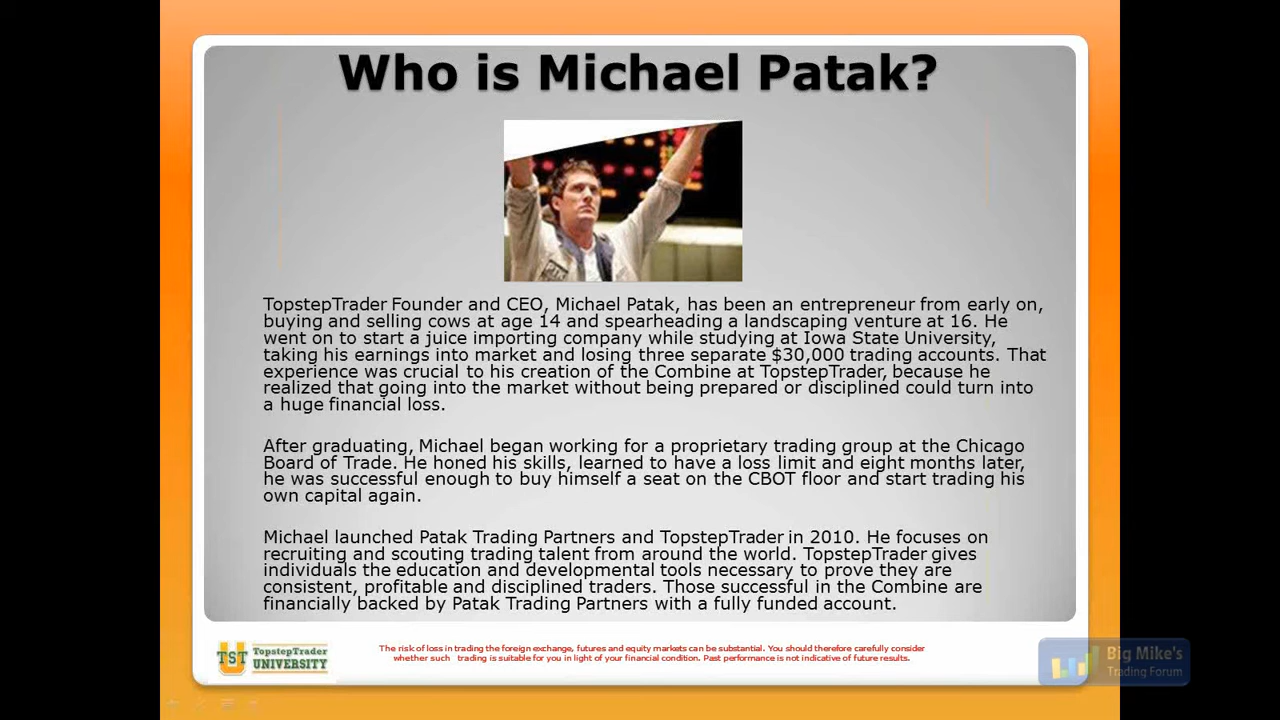 Who is Michael Patak?
TopstepTrader Founder and CEO, Michael Patak, has been an entrepreneur from early on,
buying and selling cows at age 14 and spearheading a landscaping venture at 16. He
went on to start a juice importing company while studying at Iowa State University,
taking his earnings into market and losing three separate $30,000 trading accounts. That
experience was crucial to his creation of the Combine at TopstepTrader, because he
realized that going into the market without being prepared or disciplined could turn into
a huge financial loss.
After graduating, Michael began working for a proprietary trading group at the Chicago
Board of Trade. He honed his skills, learned to have a loss limit and eight months later,
he was successful enough to buy himself a seat on the CBOT floor and start trading his
own capital again.
Michael launched Patak Trading Partners and TopstepTrader in 2010. He focuses on
recruiting and scouting trading talent from around the world. TopstepTrader gives
individuals the education and developmental tools necessary to prove they are
consistent, profitable and disciplined traders. Those successful in the Combine are
financially backed by Patak Trading Partners with a fully funded account.
TST TopstepTrader
UNIVERSITY
The risk of loss in trading the foreign exchange, futures and equity markets can be substantial. You should therefore carefully consider
whether such trading is suitable for you in light of your financial condition. Past performance is not indicative of future results.
Big Mike's
Trading Forum